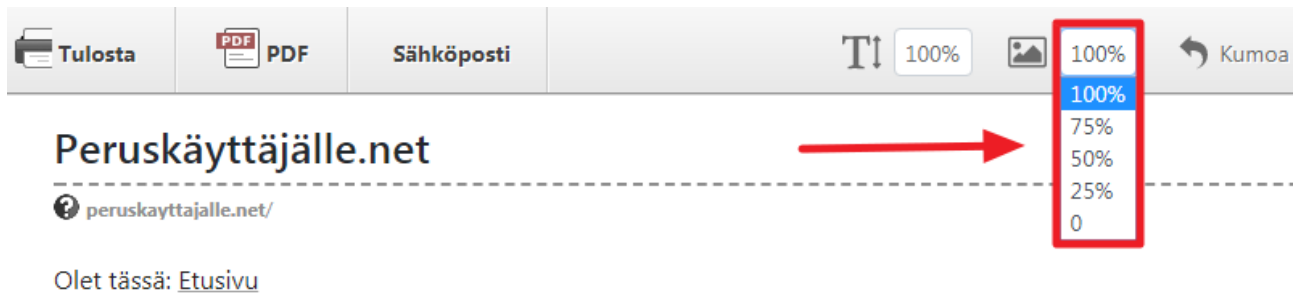 Tulosta PDF PDF Sähköposti 100% 100% Kumoa
100%
75%
50%
25%
0
Peruskäyttäjälle.net
peruskayttajalle.net/
Olet tässä: Etusivu